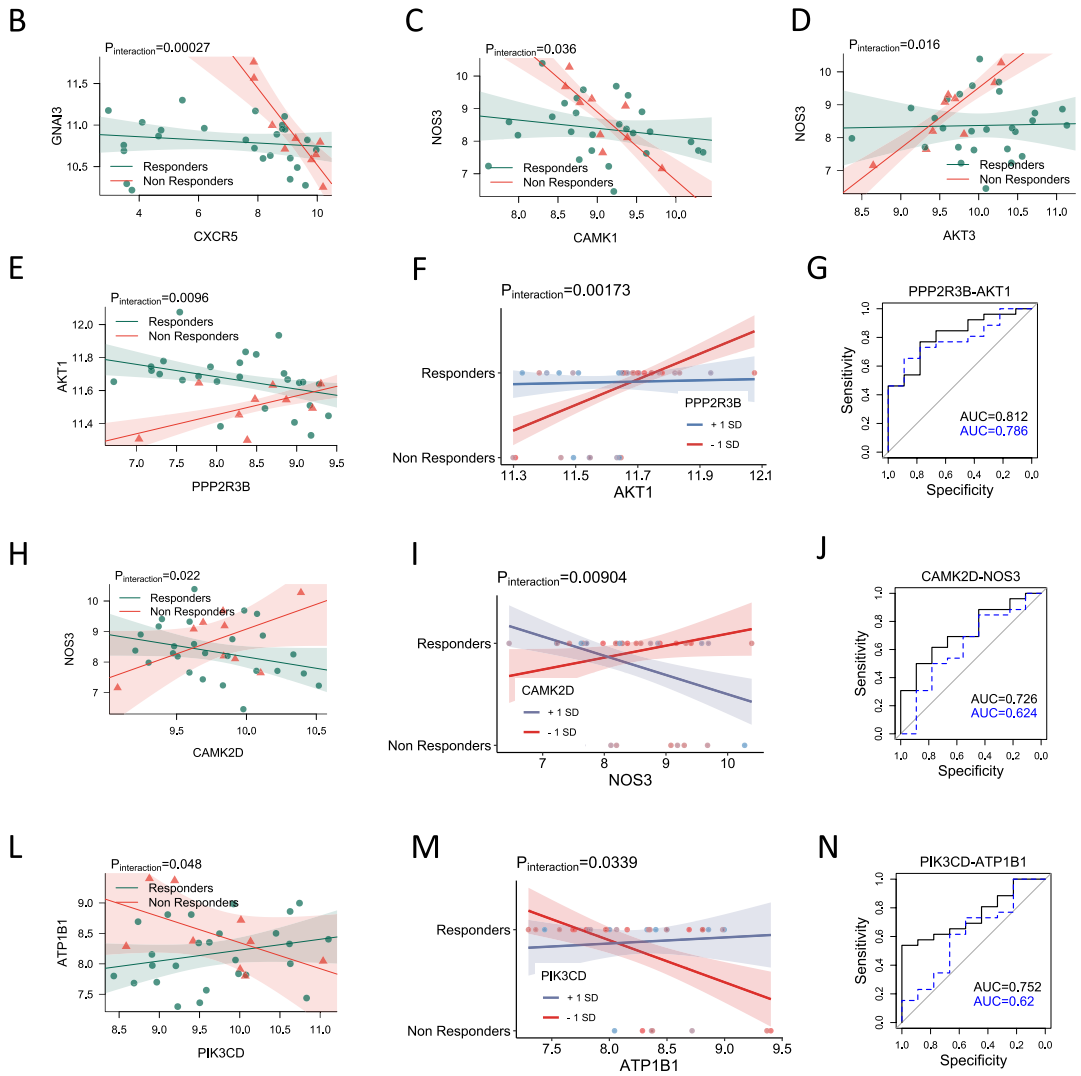 B
P interaction=0.00027
GNAI3
11.5
11.0
10.5
Responders
Non Responders
4
6
8
10
CXCR5
C
P interaction=0.036
NOS3
10
9
8
7
Responders
Non Responders
8.0
8.5
9.0
9.5
10.0
CAMK1
D
P interaction=0.016
NOS3
10
9
8
7
Responders
Non Responders
8.5
9.0
9.5
10.0
10.5
11.0
AKT3
E
P interaction=0.0096
AKT1
12.0
11.8
11.6
11.4
Responders
Non Responders
7.0
7.5
8.0
8.5
9.0
9.5
PPP2R3B
F
P interaction=0.00173
Responders
Non Responders
PPP2R3B
+ 1 SD
- 1 SD
11.3
11.5
11.7
11.9
12.1
AKT1
G
PPP2R3B-AKT1
Sensitivity
1.0
0.8
0.6
0.4
0.2
0.0
AUC=0.812
AUC=0.786
1.0
0.8
0.6
0.4
0.2
0.0
Specificity
H
P interaction=0.022
NOS3
10
9
8
7
Responders
Non Responders
9.5
10.0
10.5
CAMK2D
I
P interaction=0.00904
Responders
Non Responders
CAMK2D
+ 1 SD
- 1 SD
7
8
9
10
NOS3
J
CAMK2D-NOS3
Sensitivity
1.0
0.8
0.6
0.4
0.2
0.0
AUC=0.726
AUC=0.624
1.0
0.8
0.6
0.4
0.2
0.0
Specificity
L
P interaction=0.048
ATP1B1
9.0
8.5
8.0
7.5
Responders
Non Responders
8.5
9.0
9.5
10.0
10.5
11.0
PIK3CD
M
P interaction=0.0339
Responders
Non Responders
PIK3CD
+ 1 SD
- 1 SD
7.5
8.0
8.5
9.0
9.5
ATP1B1
N
PIK3CD-ATP1B1
Sensitivity
1.0
0.8
0.6
0.4
0.2
0.0
AUC=0.752
AUC=0.62
1.0
0.8
0.6
0.4
0.2
0.0
Specificity